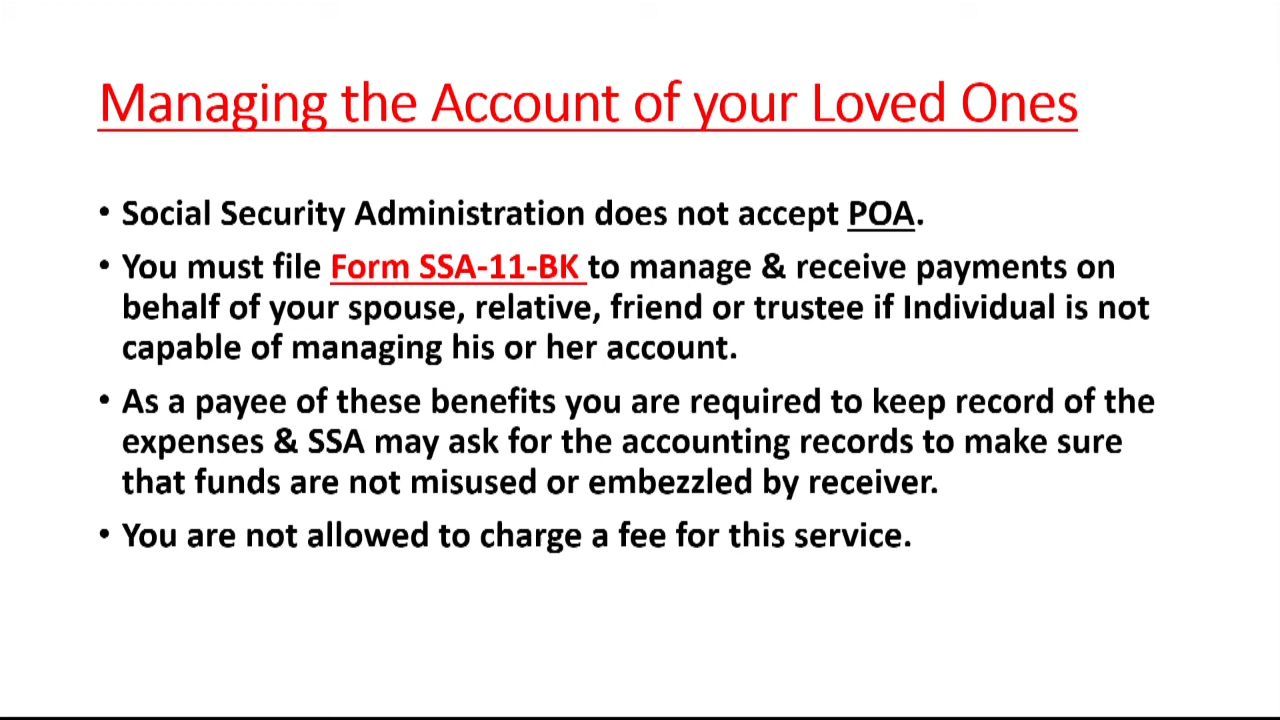 Managing the Account of your Loved Ones
• Social Security Administration does not accept POA.
• You must file Form SSA-11-BK to manage & receive payments on
behalf of your spouse, relative, friend or trustee if Individual is not
capable of managing his or her account.
• As a payee of these benefits you are required to keep record of the
expenses & SSA may ask for the accounting records to make sure
that funds are not misused or embezzled by receiver.
• You are not allowed to charge a fee for this service.